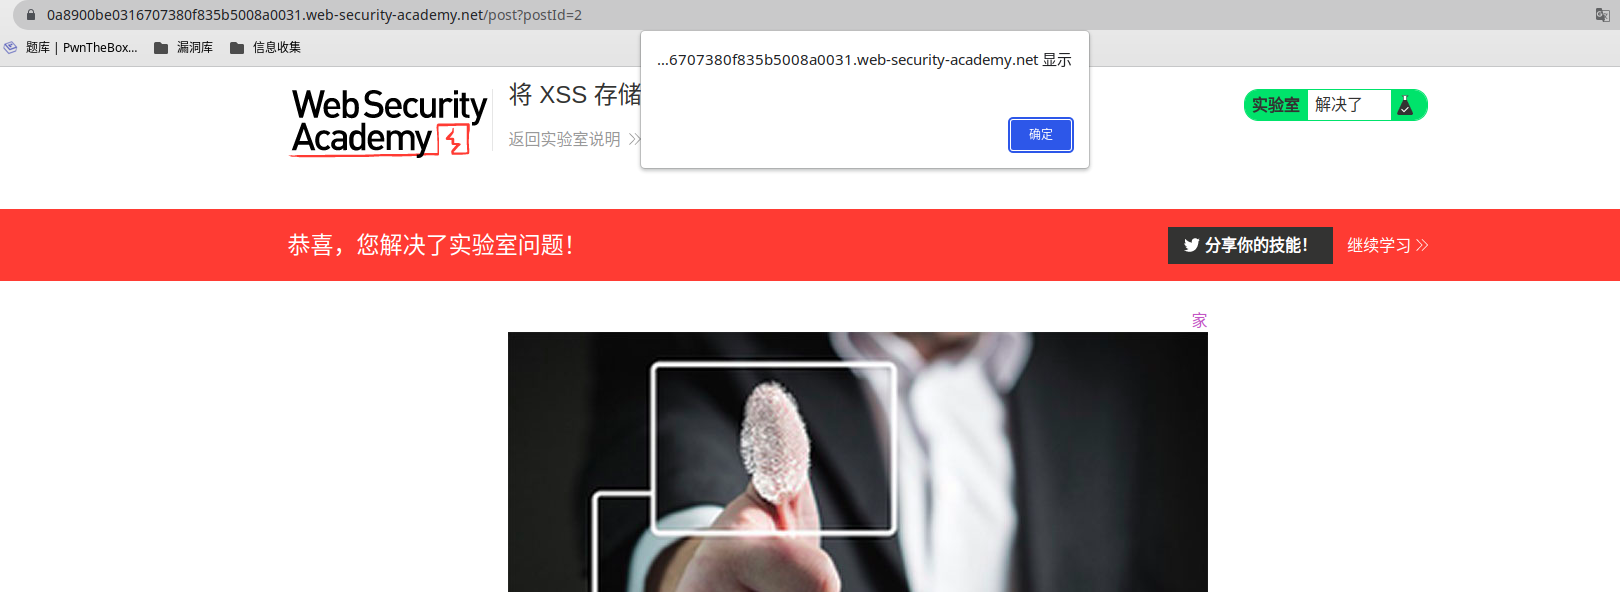 0a8900be0316707380f835b5008a0031.web-security-academy.net/post?postId=2
题库 | PwnTheBox... 漏洞库 信息收集
...6707380f835b5008a0031.web-security-academy.net 显示
确定
Web Security
Academy
将 XSS 存储
返回实验室说明
实验室 解决了
恭喜，您解决了实验室问题！
分享你的技能！ 继续学习
家